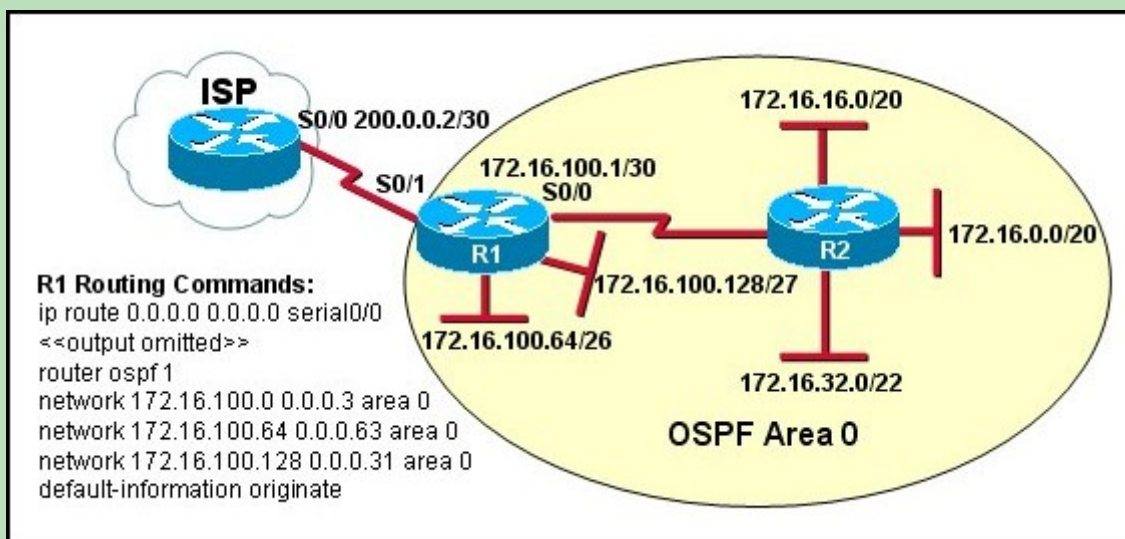 ISP
S0/0 200.0.0.2/30
S0/1
172.16.100.1/30
S0/0
R1
172.16.100.128/27
172.16.100.64/26
172.16.16.0/20
R2
172.16.0.0/20
172.16.32.0/22
OSPF Area 0
R1 Routing Commands:
ip route 0.0.0.0 0.0.0.0 serial0/0
<<output omitted>>
router ospf 1
network 172.16.100.0 0.0.0.3 area 0
network 172.16.100.64 0.0.0.63 area 0
network 172.16.100.128 0.0.0.31 area 0
default-information originate